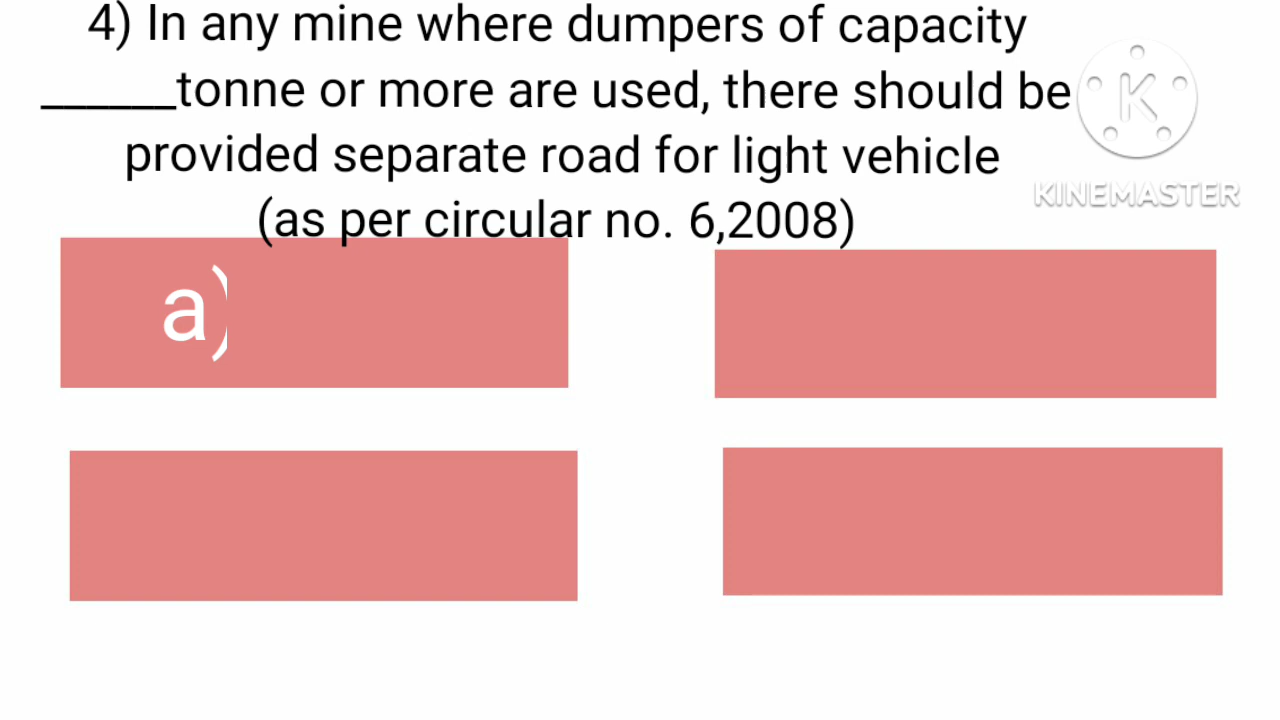 4) In any mine where dumpers of capacity
______tonne or more are used, there should be
provided separate road for light vehicle
(as per circular no. 6,2008)
a)
K
KINEMASTER